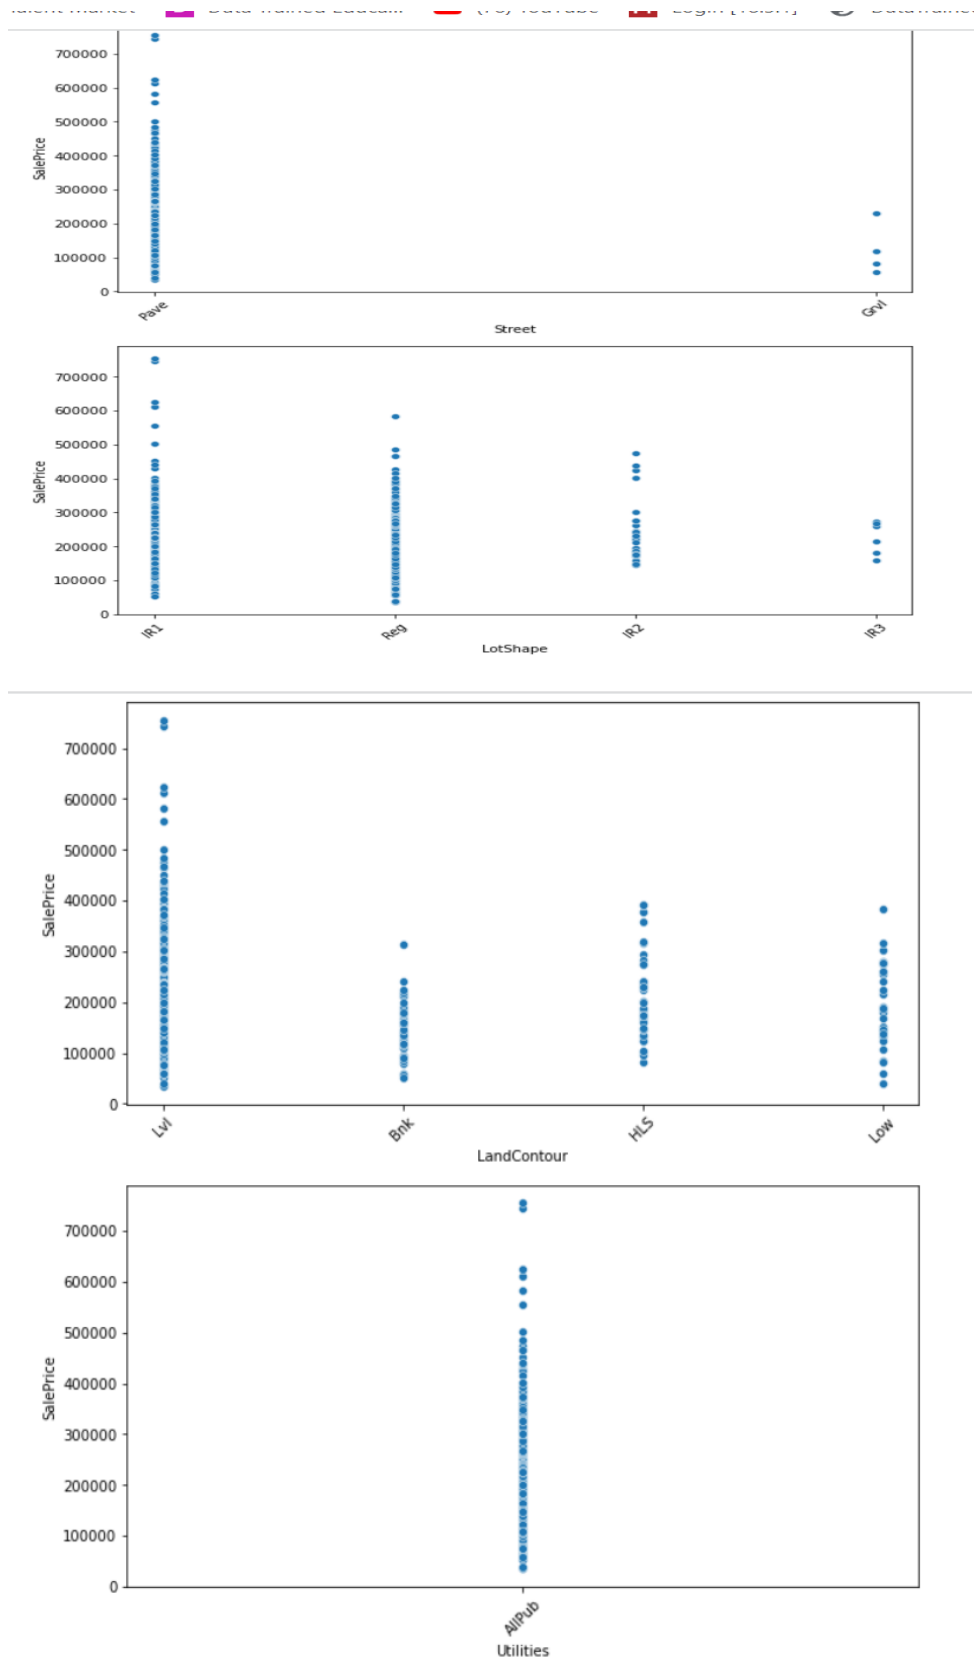 700000
600000
500000
400000
300000
200000
100000
0
SalePrice
Pave
Grvl
Street
700000
600000
500000
400000
300000
200000
100000
0
SalePrice
IR1
Reg
IR2
IR3
LotShape
700000
600000
500000
400000
300000
200000
100000
0
SalePrice
Lvl
Bnk
HLS
Low
LandContour
700000
600000
500000
400000
300000
200000
100000
0
SalePrice
AllPub
Utilities